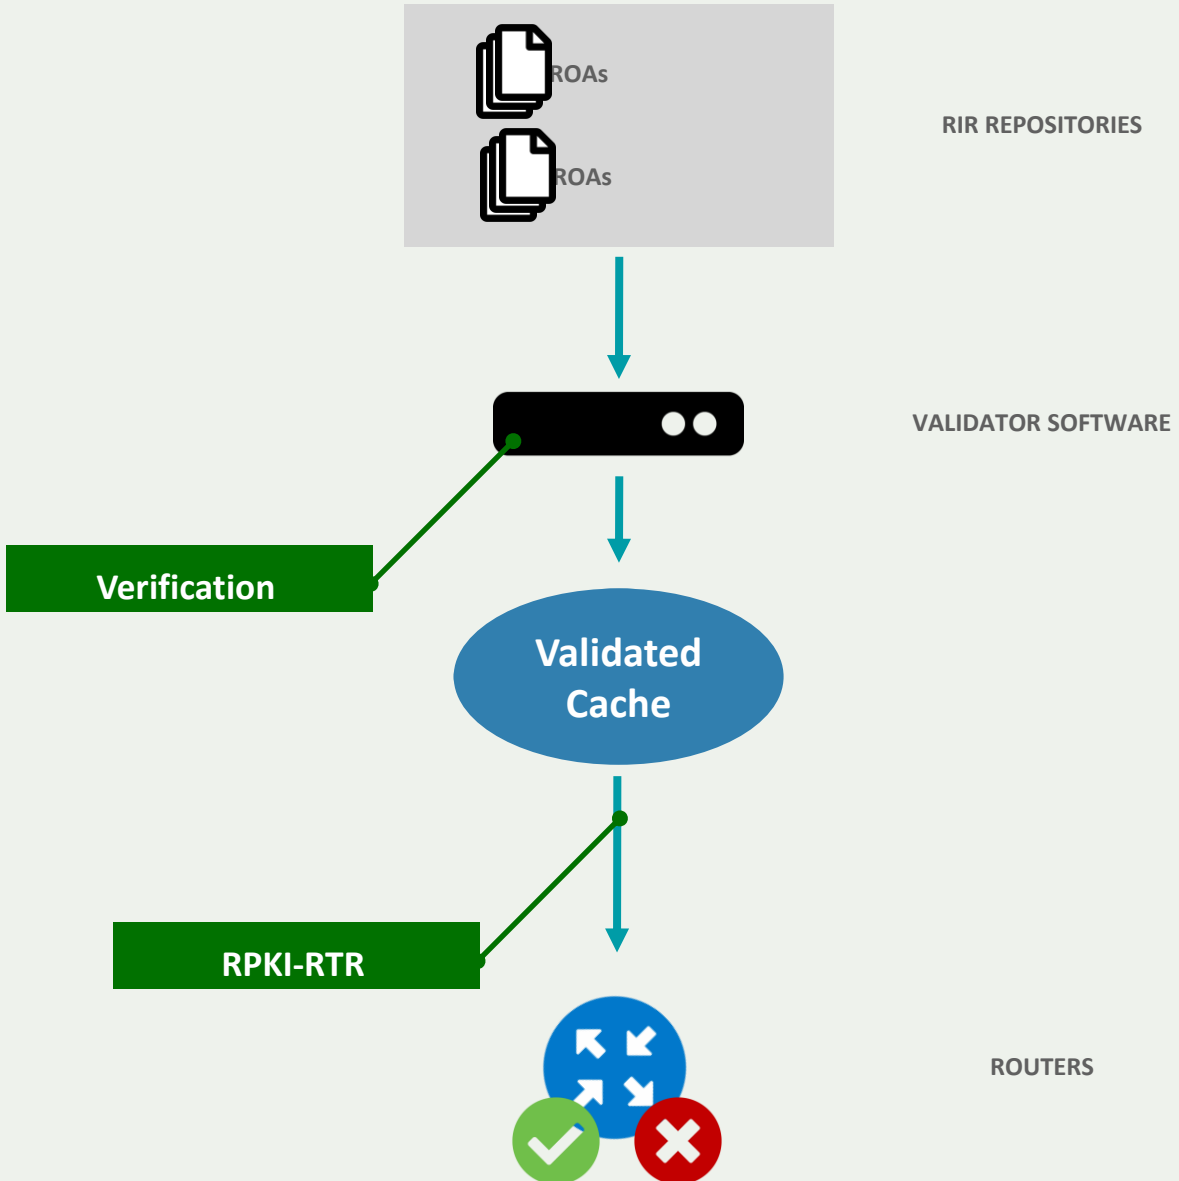 ROAs
RIR REPOSITORIES
ROAs
VALIDATOR SOFTWARE
Verification
Validated
Cache
RPKI-RTR
ROUTERS